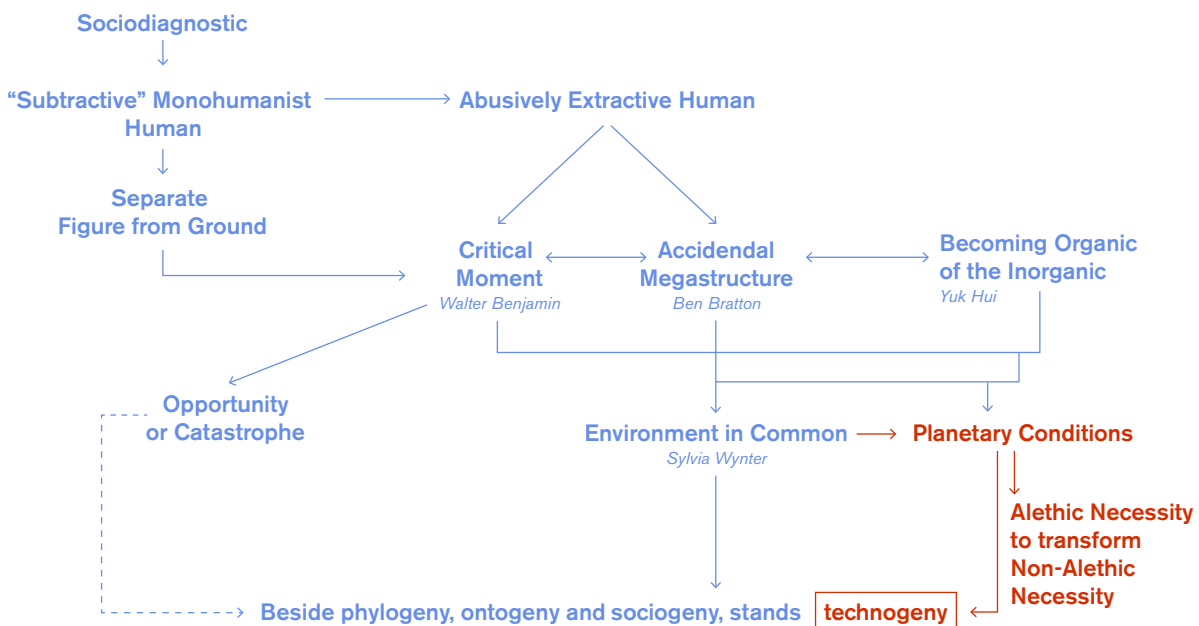 Sociodiagnostic
“Subtractive” Monohumanist
Human
Abusively Extractive Human
Separate
Figure from Ground
Critical
Moment
Walter Benjamin
Accidendal
Megastructure
Ben Bratton
Becoming Organic
of the Inorganic
Yuk Hui
Opportunity
or Catastrophe
Environment in Common
Sylvia Wynter
Planetary Conditions
Alethic Necessity
to transform
Non-Alethic
Necessity
Beside phylogeny, ontogeny and sociogeny, stands technogeny